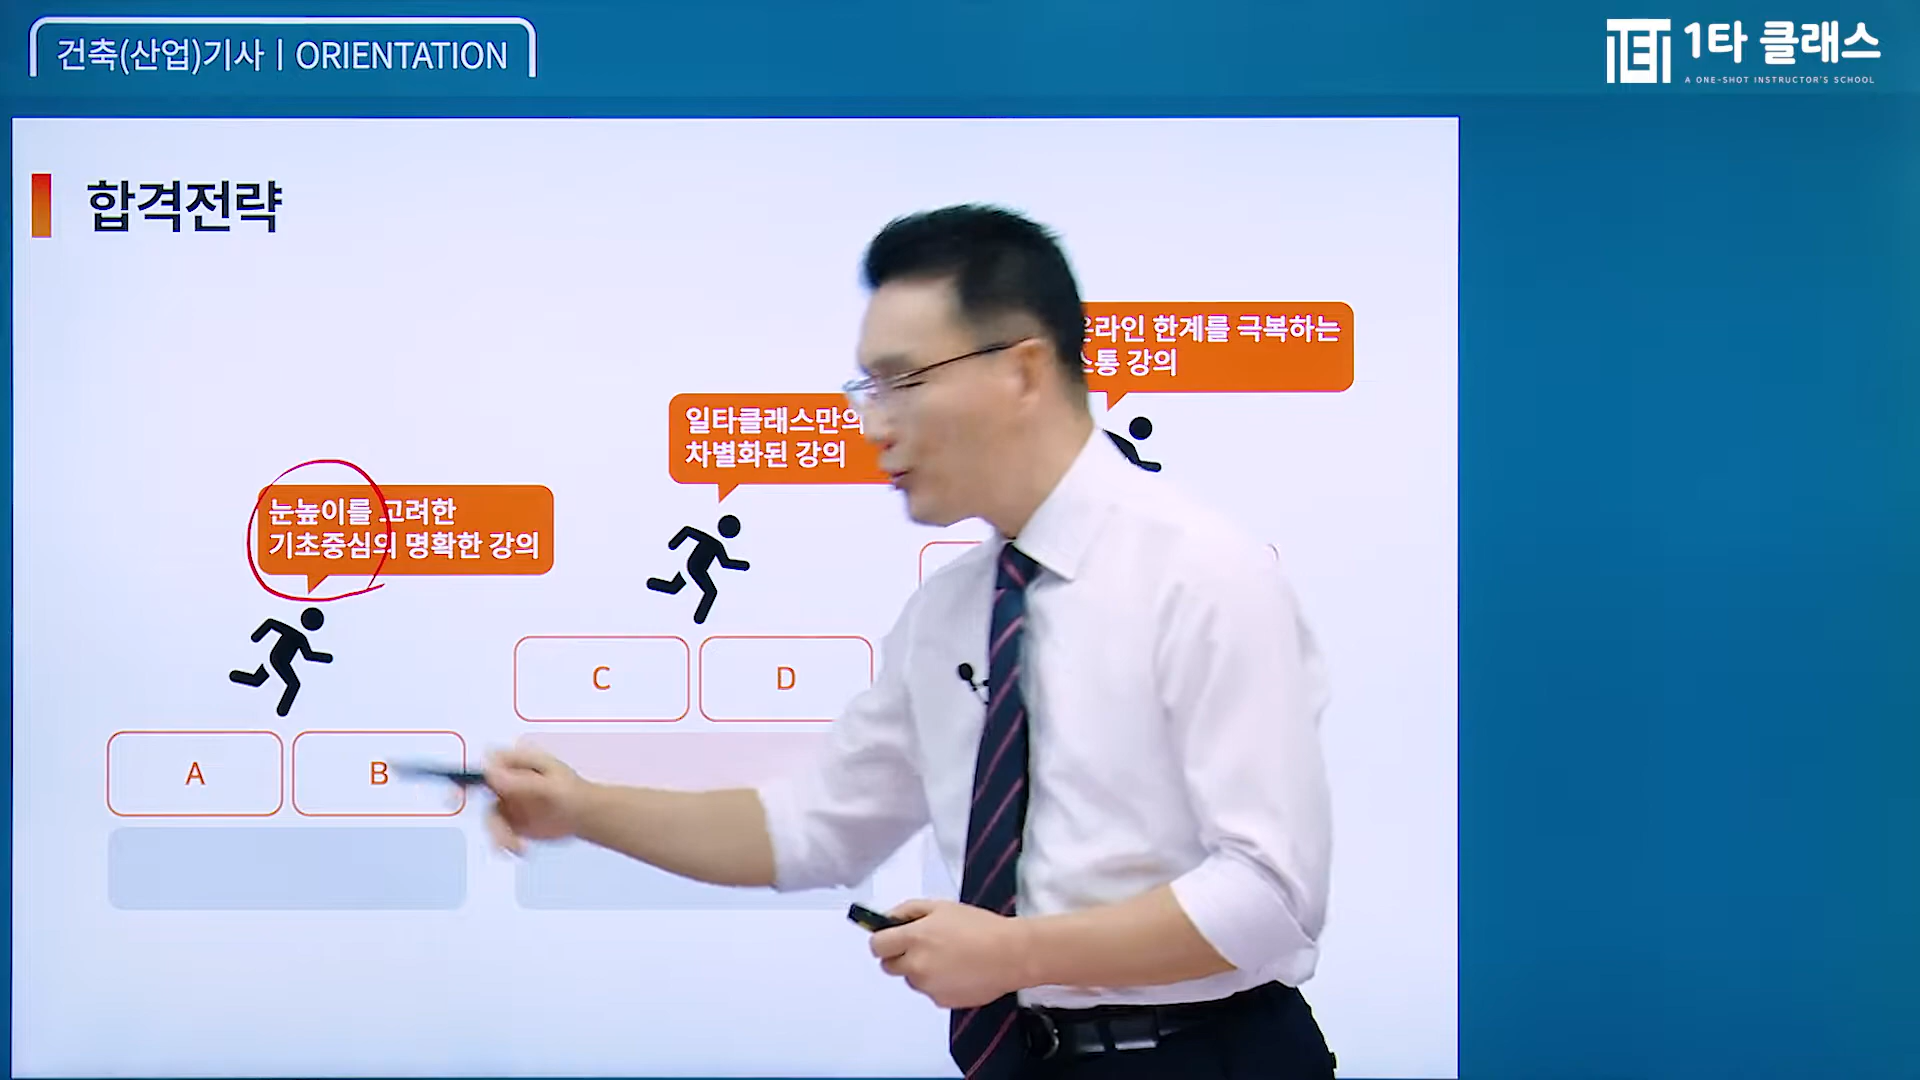 건축(산업)기사 | ORIENTATION
1타 클래스
A ONE-SHOT INSTRUCTOR'S SCHOOL
합격전략
한계를 극복하는
강의
일타클래스만의
차별화된 강의
눈높이를 고려한
기초중심의 명확한 강의
C
D
A
B